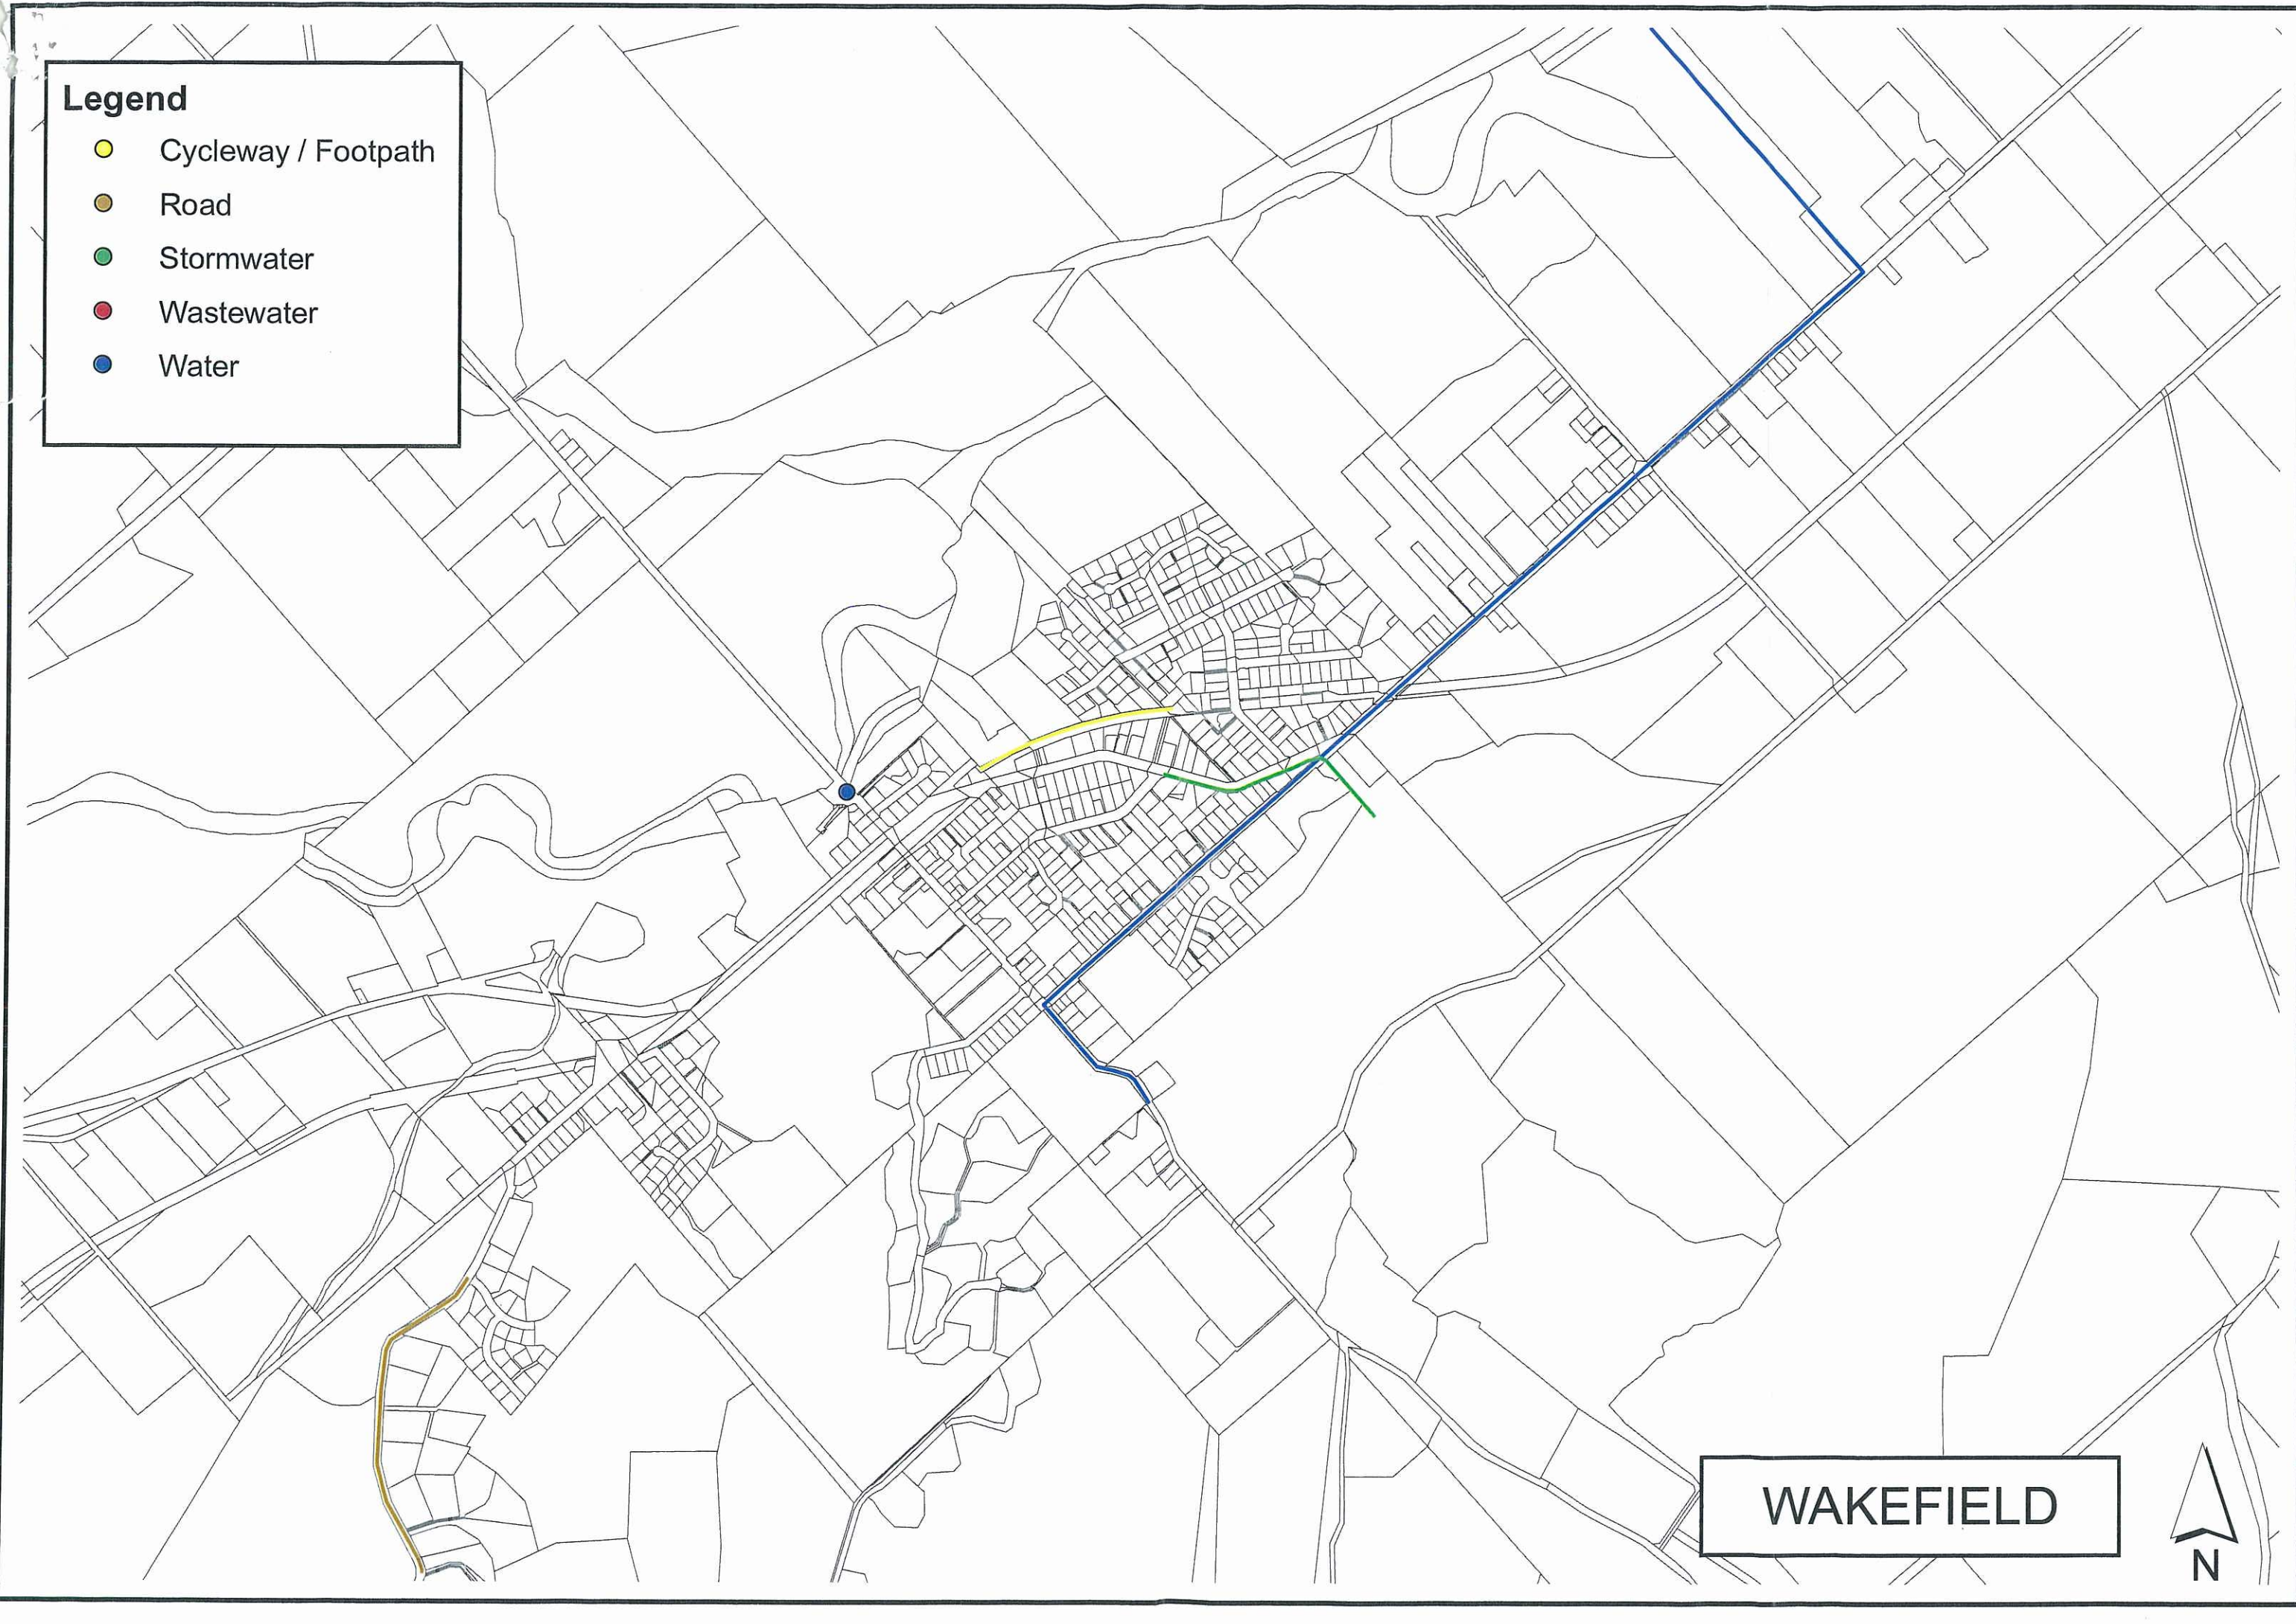 Legend
Cycleway / Footpath
Road
Stormwater
Wastewater
Water
WAKEFIELD
N